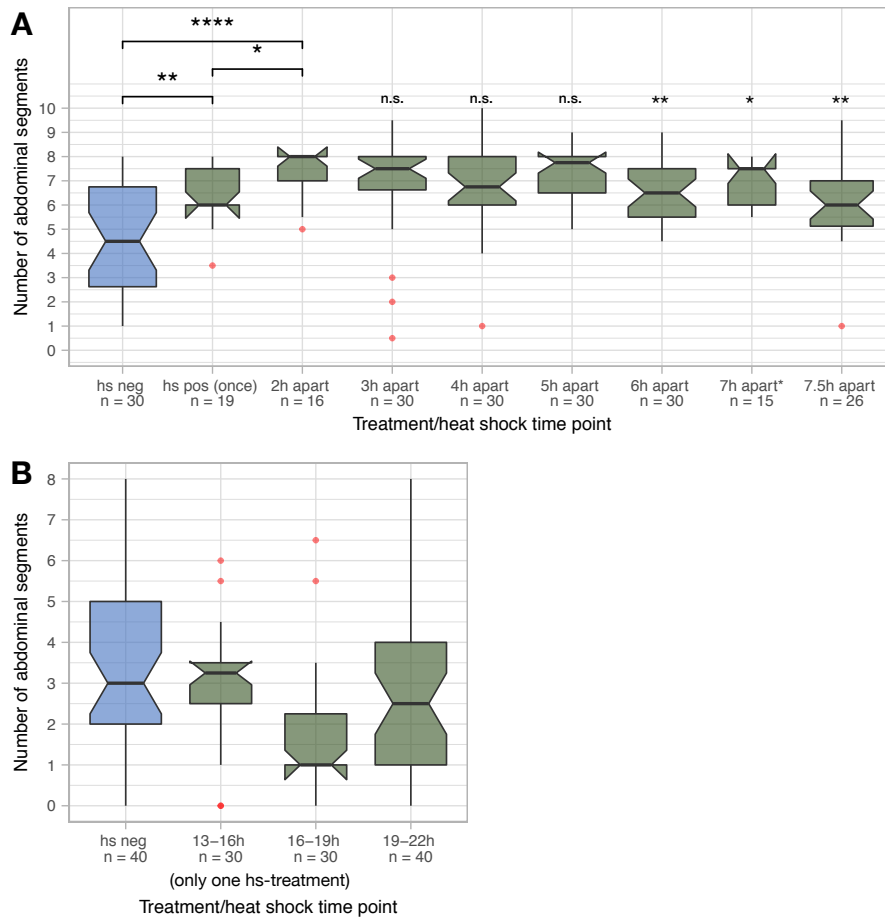 A
****
*
**
n.s. n.s. n.s. ** * **
Number of abdominal segments
10
9
8
7
6
5
4
3
2
1
0
hs neg hs pos (once) 2h apart 3h apart 4h apart 5h apart 6h apart 7h apart* 7.5h apart
n = 30 n = 19 n = 16 n = 30 n = 30 n = 30 n = 30 n = 15 n = 26
Treatment/heat shock time point
B
Number of abdominal segments
8
7
6
5
4
3
2
1
0
hs neg 13–16h 16–19h 19–22h
n = 40 n = 30 n = 30 n = 40
(only one hs-treatment)
Treatment/heat shock time point